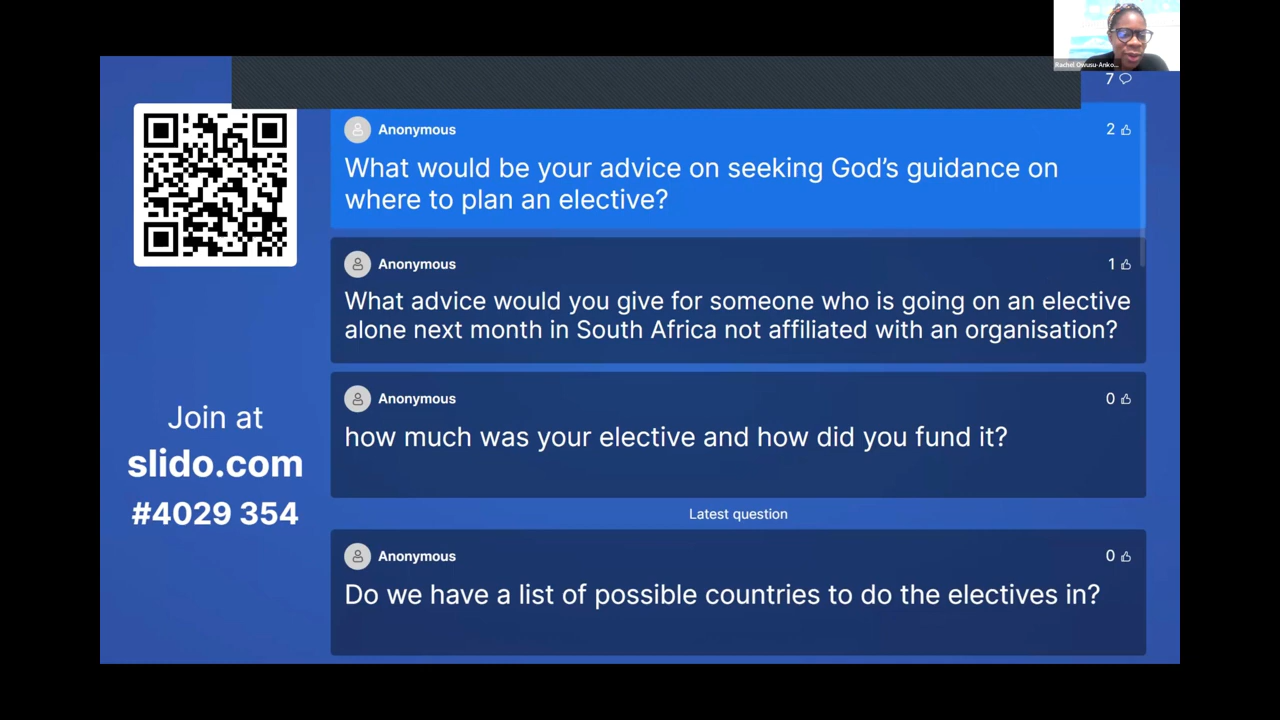 Rachel Owusu-Anko...
7
Anonymous
2
What would be your advice on seeking God's guidance on
where to plan an elective?
Anonymous
1
What advice would you give for someone who is going on an elective
alone next month in South Africa not affiliated with an organisation?
Anonymous
0
how much was your elective and how did you fund it?
Latest question
Anonymous
0
Do we have a list of possible countries to do the electives in?
Join at
slido.com
#4029 354